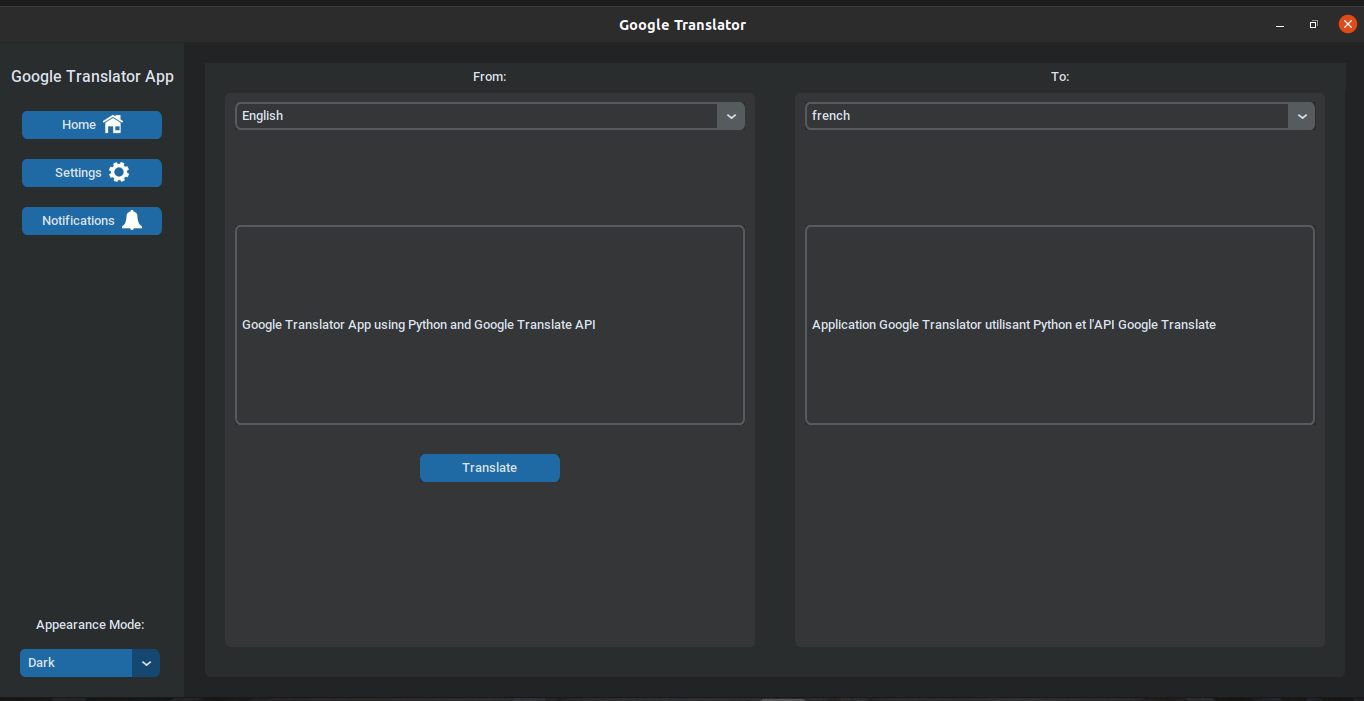 Google Translator
Google Translator App
Home
Settings
Notifications
Appearance Mode:
Dark
From:
English
Google Translator App using Python and Google Translate API
Translate
To:
french
Application Google Translator utilisant Python et l'API Google Translate